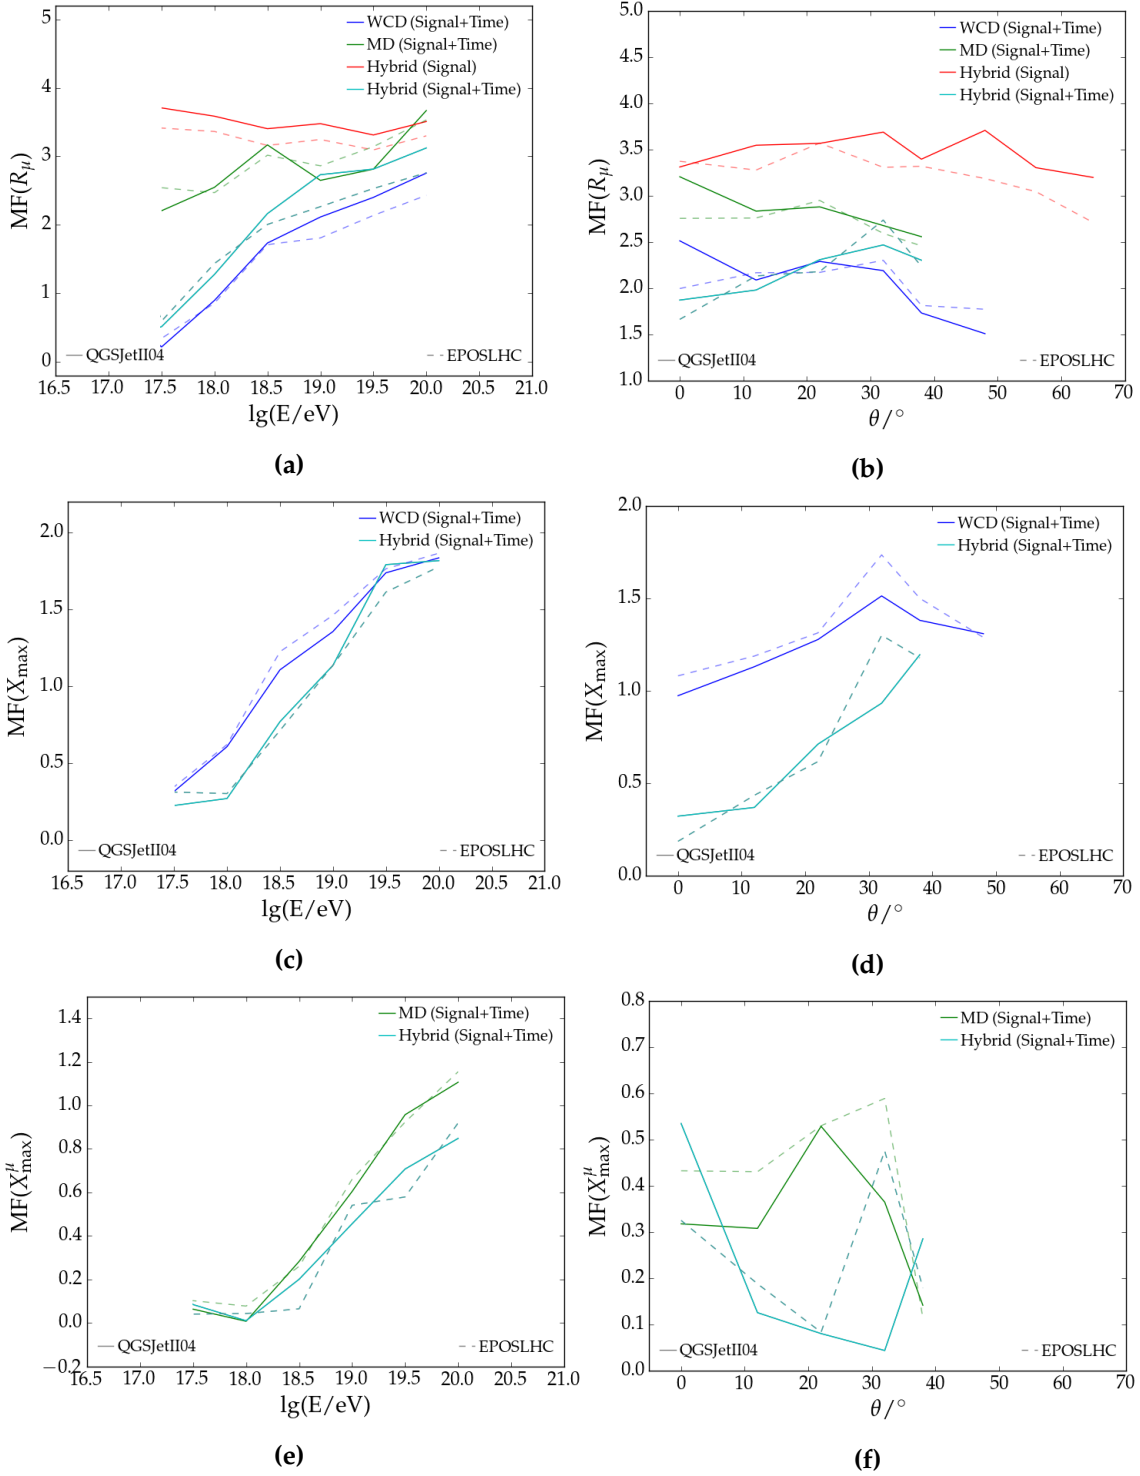 WCD (Signal+Time)
MD (Signal+Time)
Hybrid (Signal)
Hybrid (Signal+Time)
5
4
3
2
1
0
MF(Rμ)
QGSJetII04
EPOSLHC
16.5 17.0 17.5 18.0 18.5 19.0 19.5 20.0 20.5 21.0
lg(E/eV)
(a)
WCD (Signal+Time)
MD (Signal+Time)
Hybrid (Signal)
Hybrid (Signal+Time)
5.0
4.5
4.0
3.5
3.0
2.5
2.0
1.5
1.0
MF(Rμ)
QGSJetII04
EPOSLHC
0 10 20 30 40 50 60 70
θ/°
(b)
WCD (Signal+Time)
Hybrid (Signal+Time)
2.0
1.5
1.0
0.5
0.0
MF(Xmax)
QGSJetII04
EPOSLHC
16.5 17.0 17.5 18.0 18.5 19.0 19.5 20.0 20.5 21.0
lg(E/eV)
(c)
WCD (Signal+Time)
Hybrid (Signal+Time)
2.0
1.5
1.0
0.5
0.0
MF(Xmax)
QGSJetII04
EPOSLHC
0 10 20 30 40 50 60 70
θ/°
(d)
MD (Signal+Time)
Hybrid (Signal+Time)
1.4
1.2
1.0
0.8
0.6
0.4
0.2
0.0
−0.2
MF(X^μ_max)
QGSJetII04
EPOSLHC
16.5 17.0 17.5 18.0 18.5 19.0 19.5 20.0 20.5 21.0
lg(E/eV)
(e)
MD (Signal+Time)
Hybrid (Signal+Time)
0.8
0.7
0.6
0.5
0.4
0.3
0.2
0.1
0.0
MF(X^μ_max)
QGSJetII04
EPOSLHC
0 10 20 30 40 50 60 70
θ/°
(f)